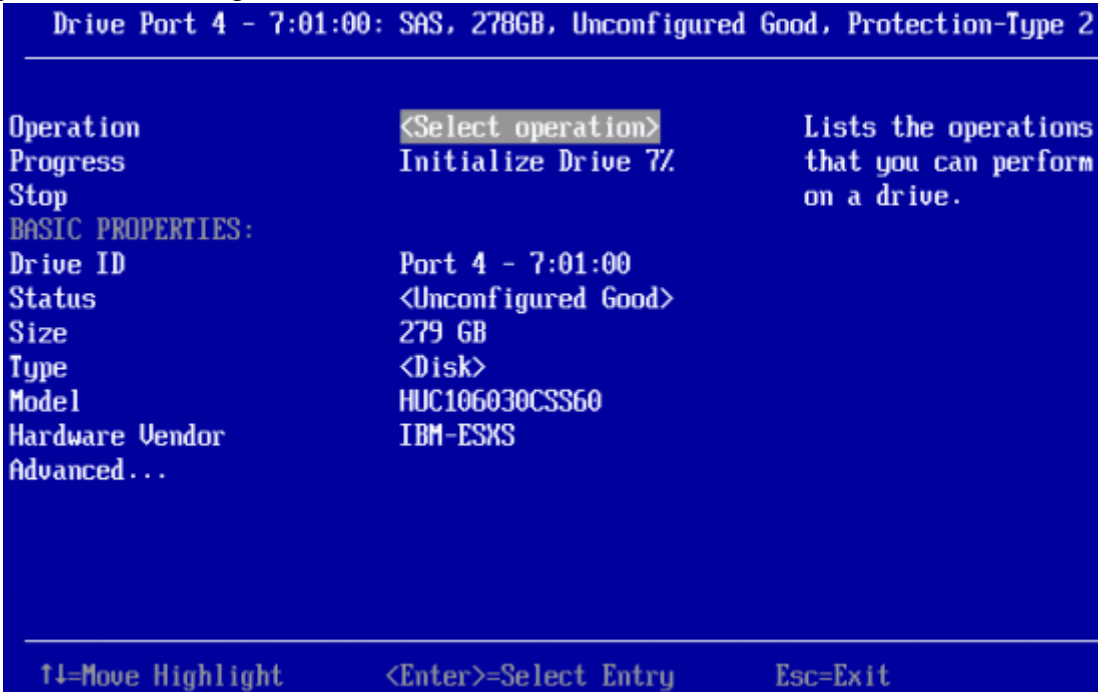 Drive Port 4 - 7:01:00: SAS, 278GB, Unconfigured Good, Protection-Type 2
Operation <Select operation> Lists the operations
Progress Initialize Drive 7% that you can perform
Stop on a drive.
BASIC PROPERTIES:
Drive ID Port 4 - 7:01:00
Status <Unconfigured Good>
Size 279 GB
Type <Disk>
Model HUC106030CSS60
Hardware Vendor IBM-ESXS
Advanced...
↑↓=Move Highlight <Enter>=Select Entry Esc=Exit